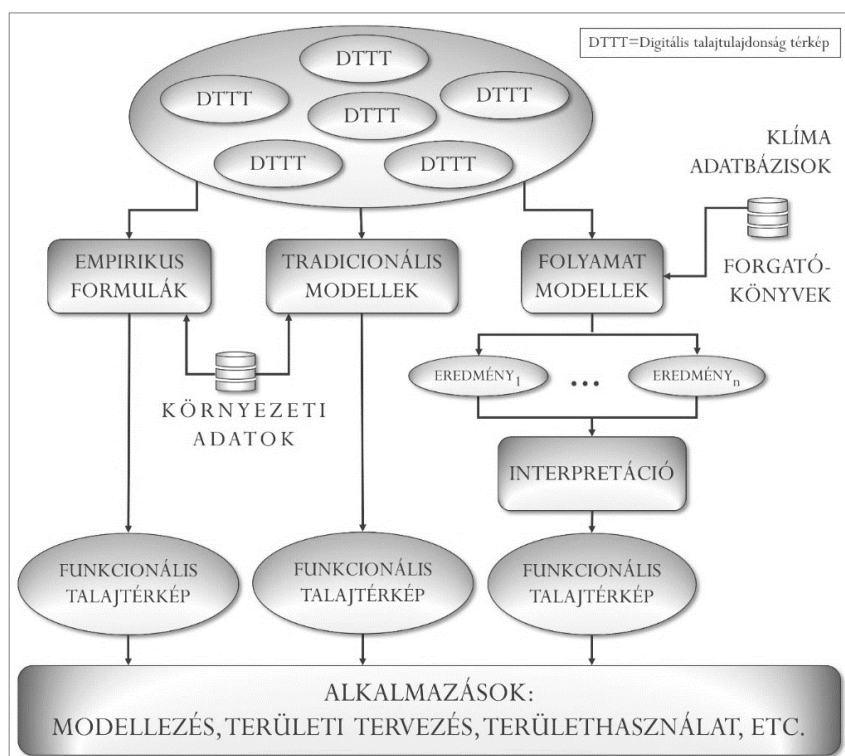 DTTT=Digitális talajtulajdonság térkép
DTTT
DTTT
DTTT
DTTT
DTTT
DTTT
KLÍMA
ADATBÁZISOK
EMPIRIKUS
FORMULÁK
TRADICIONÁLIS
MODELLEK
FOLYAMAT
MODELLEK
FORGATÓ-
KÖNYVEK
KÖRNYEZETI
ADATOK
EREDMÉNY1
...
EREDMÉNYn
INTERPRETÁCIÓ
FUNKCIONÁLIS
TALAJTÉRKÉP
FUNKCIONÁLIS
TALAJTÉRKÉP
FUNKCIONÁLIS
TALAJTÉRKÉP
ALKALMAZÁSOK:
MODELLEZÉS, TERÜLETI TERVEZÉS, TERÜLETHASZNÁLAT, ETC.